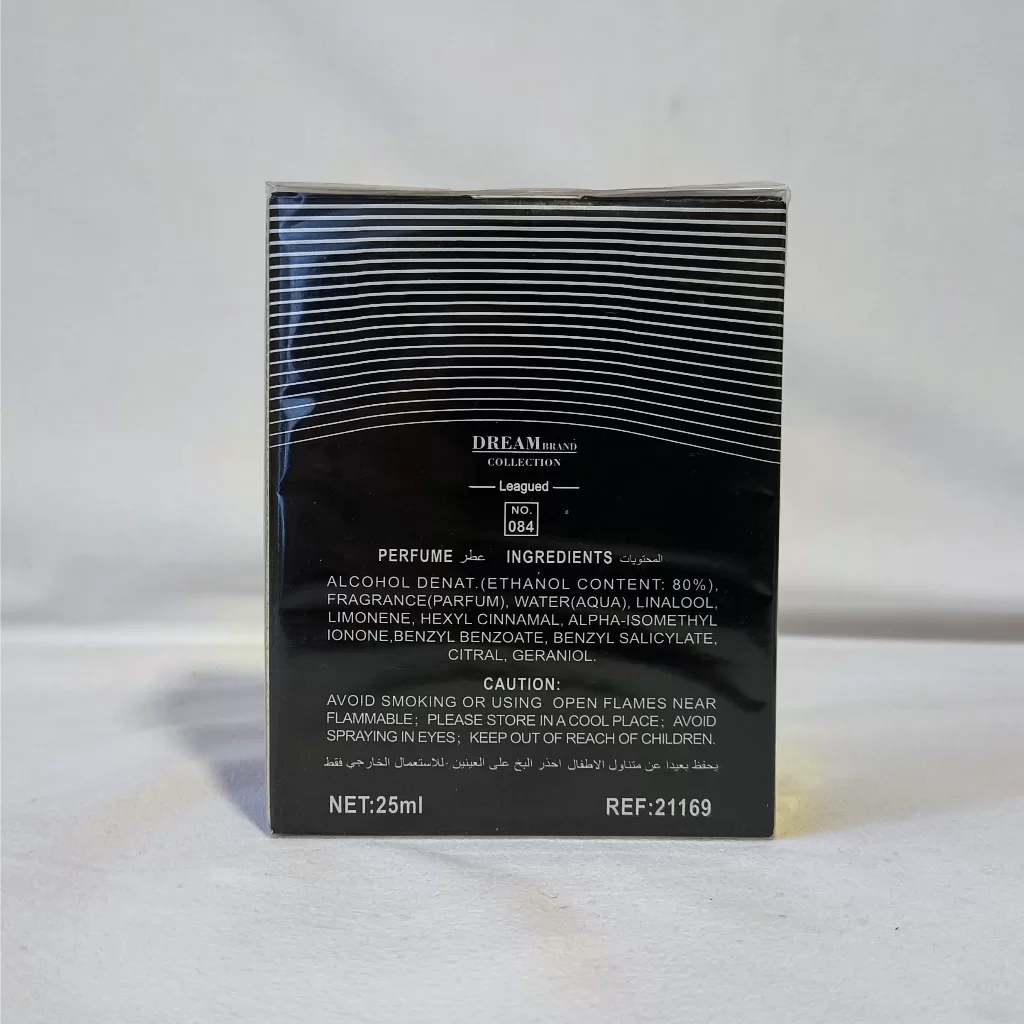 DREAM BRAND
COLLECTION
Leagued
NO.
084
PERFUME عطر INGREDIENTS المحتويات
ALCOHOL DENAT.(ETHANOL CONTENT: 80%),
FRAGRANCE(PARFUM), WATER(AQUA), LINALOOL,
LIMONENE, HEXYL CINNAMAL, ALPHA-ISOMETHYL
IONONE,BENZYL BENZOATE, BENZYL SALICYLATE,
CITRAL, GERANIOL.
CAUTION:
AVOID SMOKING OR USING OPEN FLAMES NEAR
FLAMMABLE; PLEASE STORE IN A COOL PLACE; AVOID
SPRAYING IN EYES; KEEP OUT OF REACH OF CHILDREN.
يحفظ بعيدا عن متناول الاطفال احذر البخ على العينين -للاستعمال الخارجي فقط
NET:25ml REF:21169